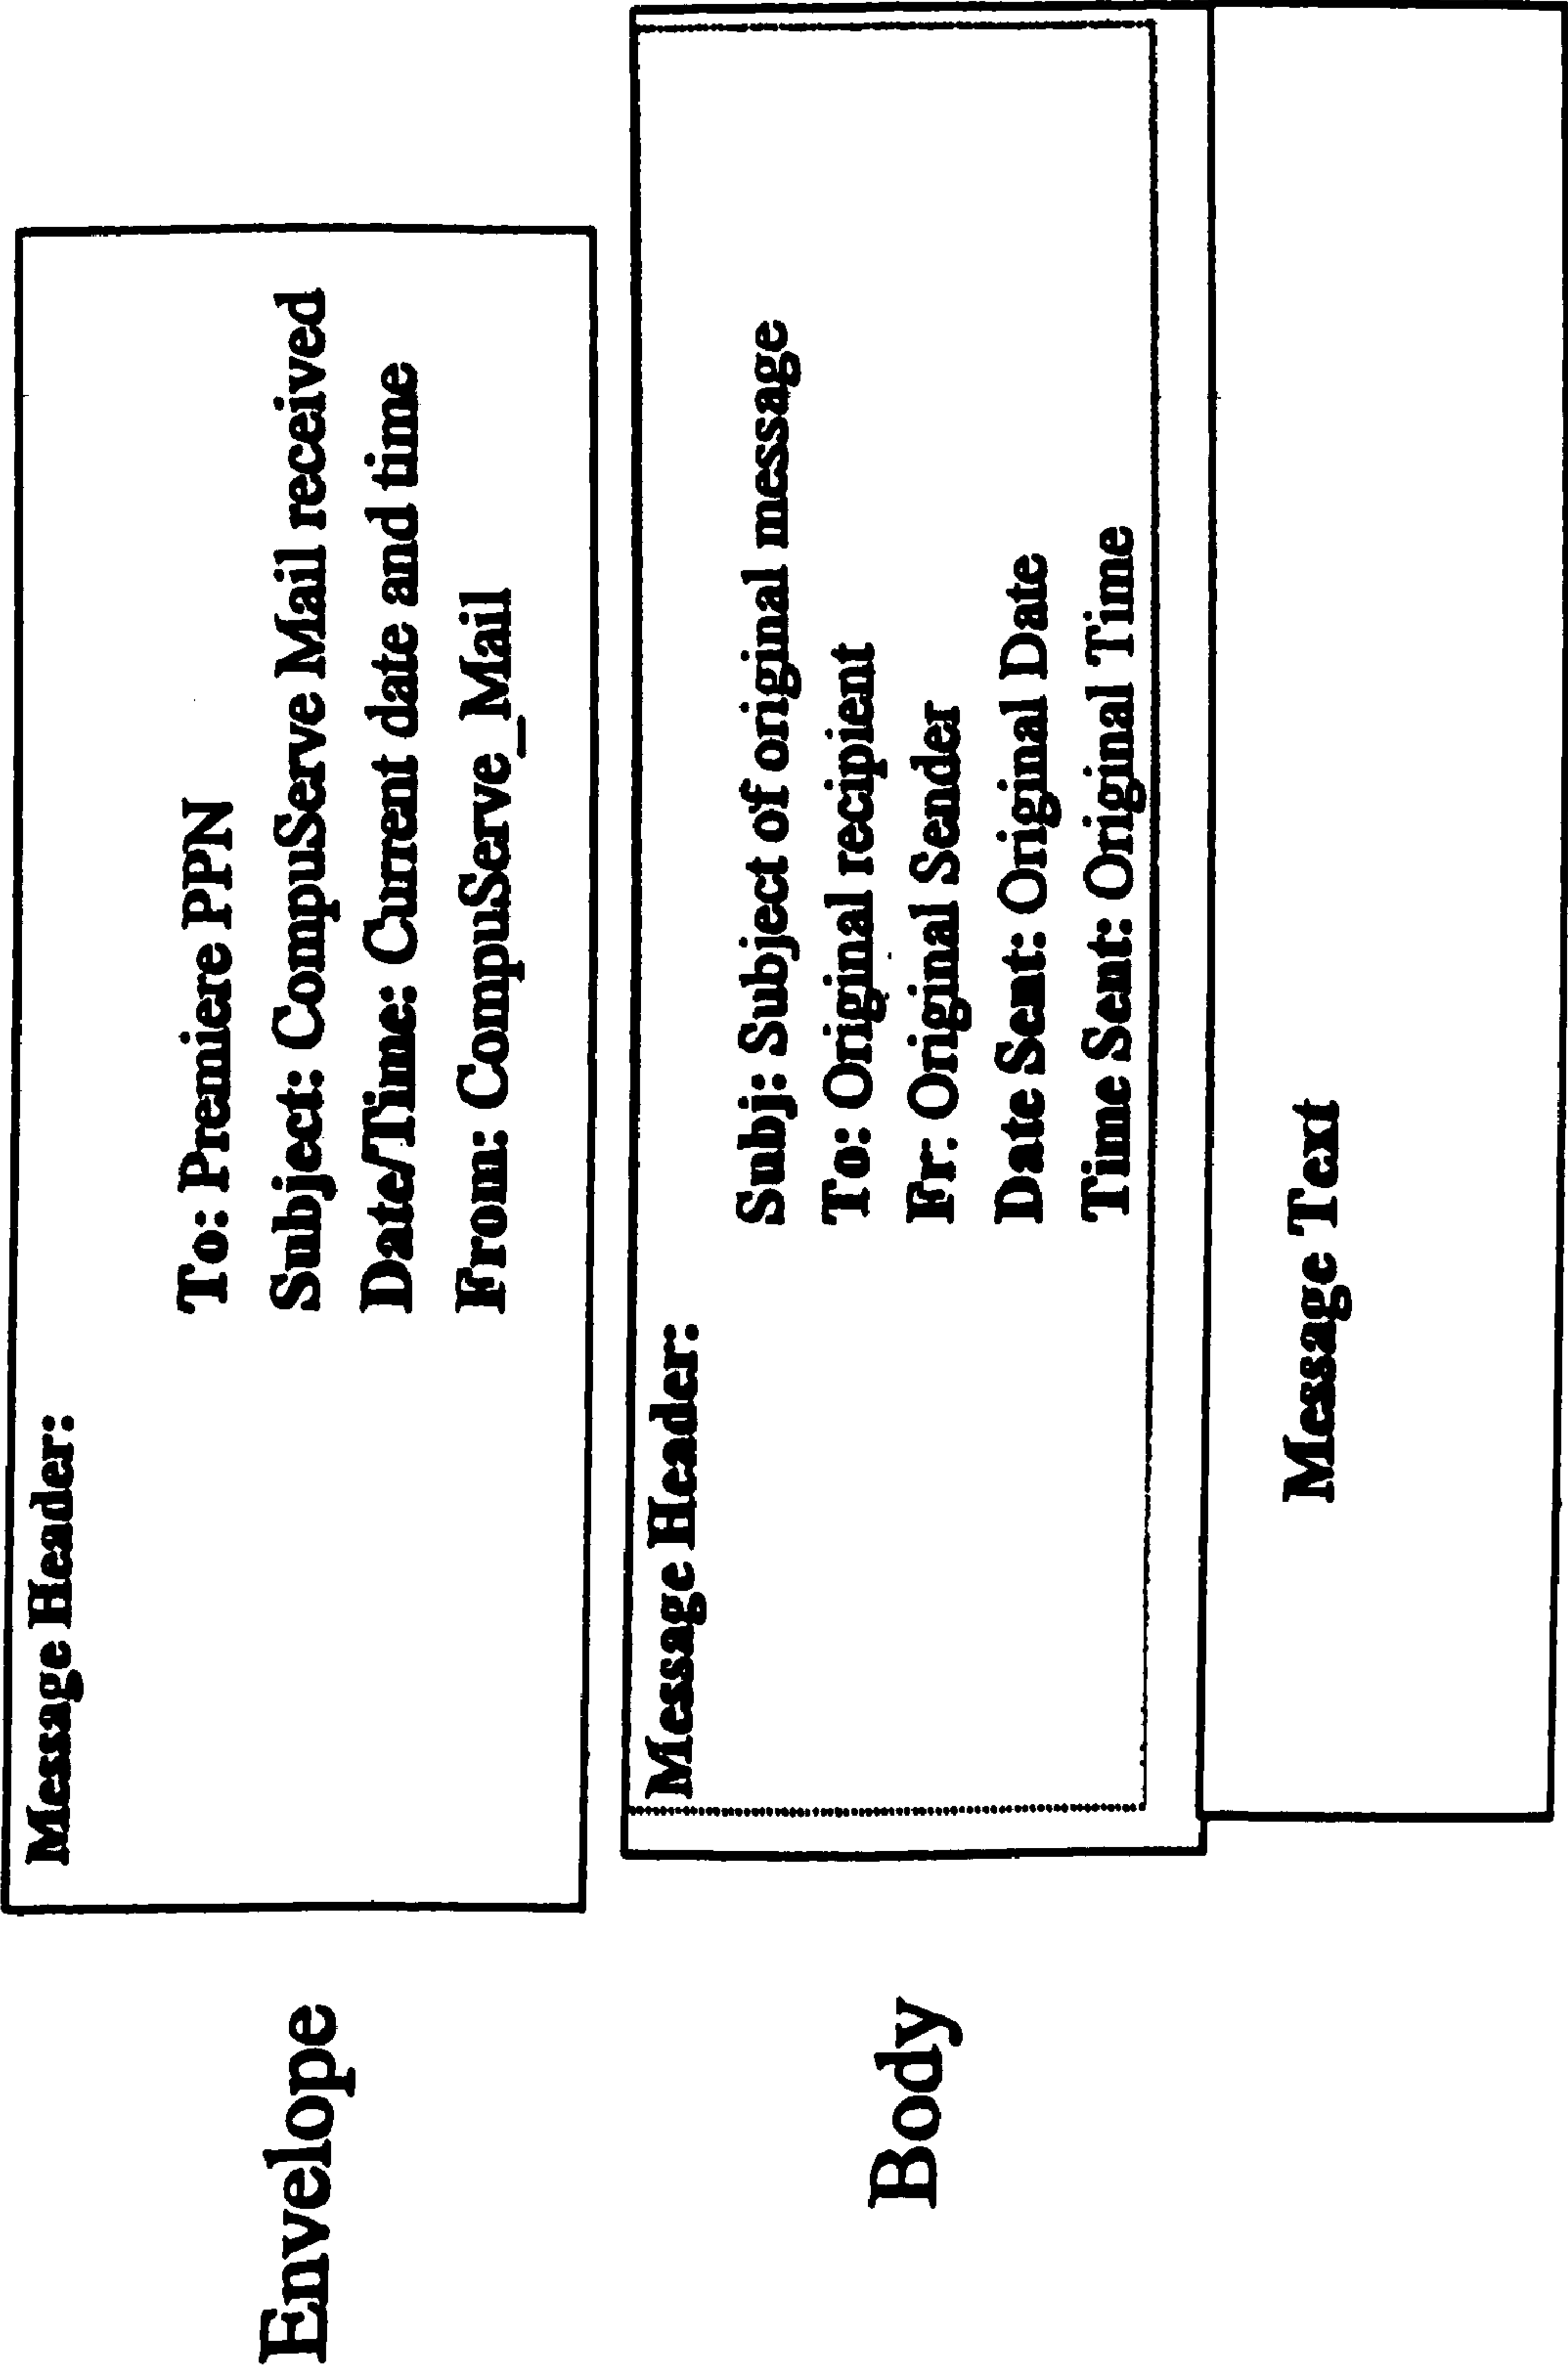 Envelope
Message Header:
To: Premiere PPN
Subject: CompuServe Mail received
Date/Time: Current date and time
From: CompuServe_Mail
Body
Message Header:
Subj: Subject of original message
To: Original recipient
Fr: Original Sender
Date Sent: Original Date
Time Sent: Original Time
Message Text